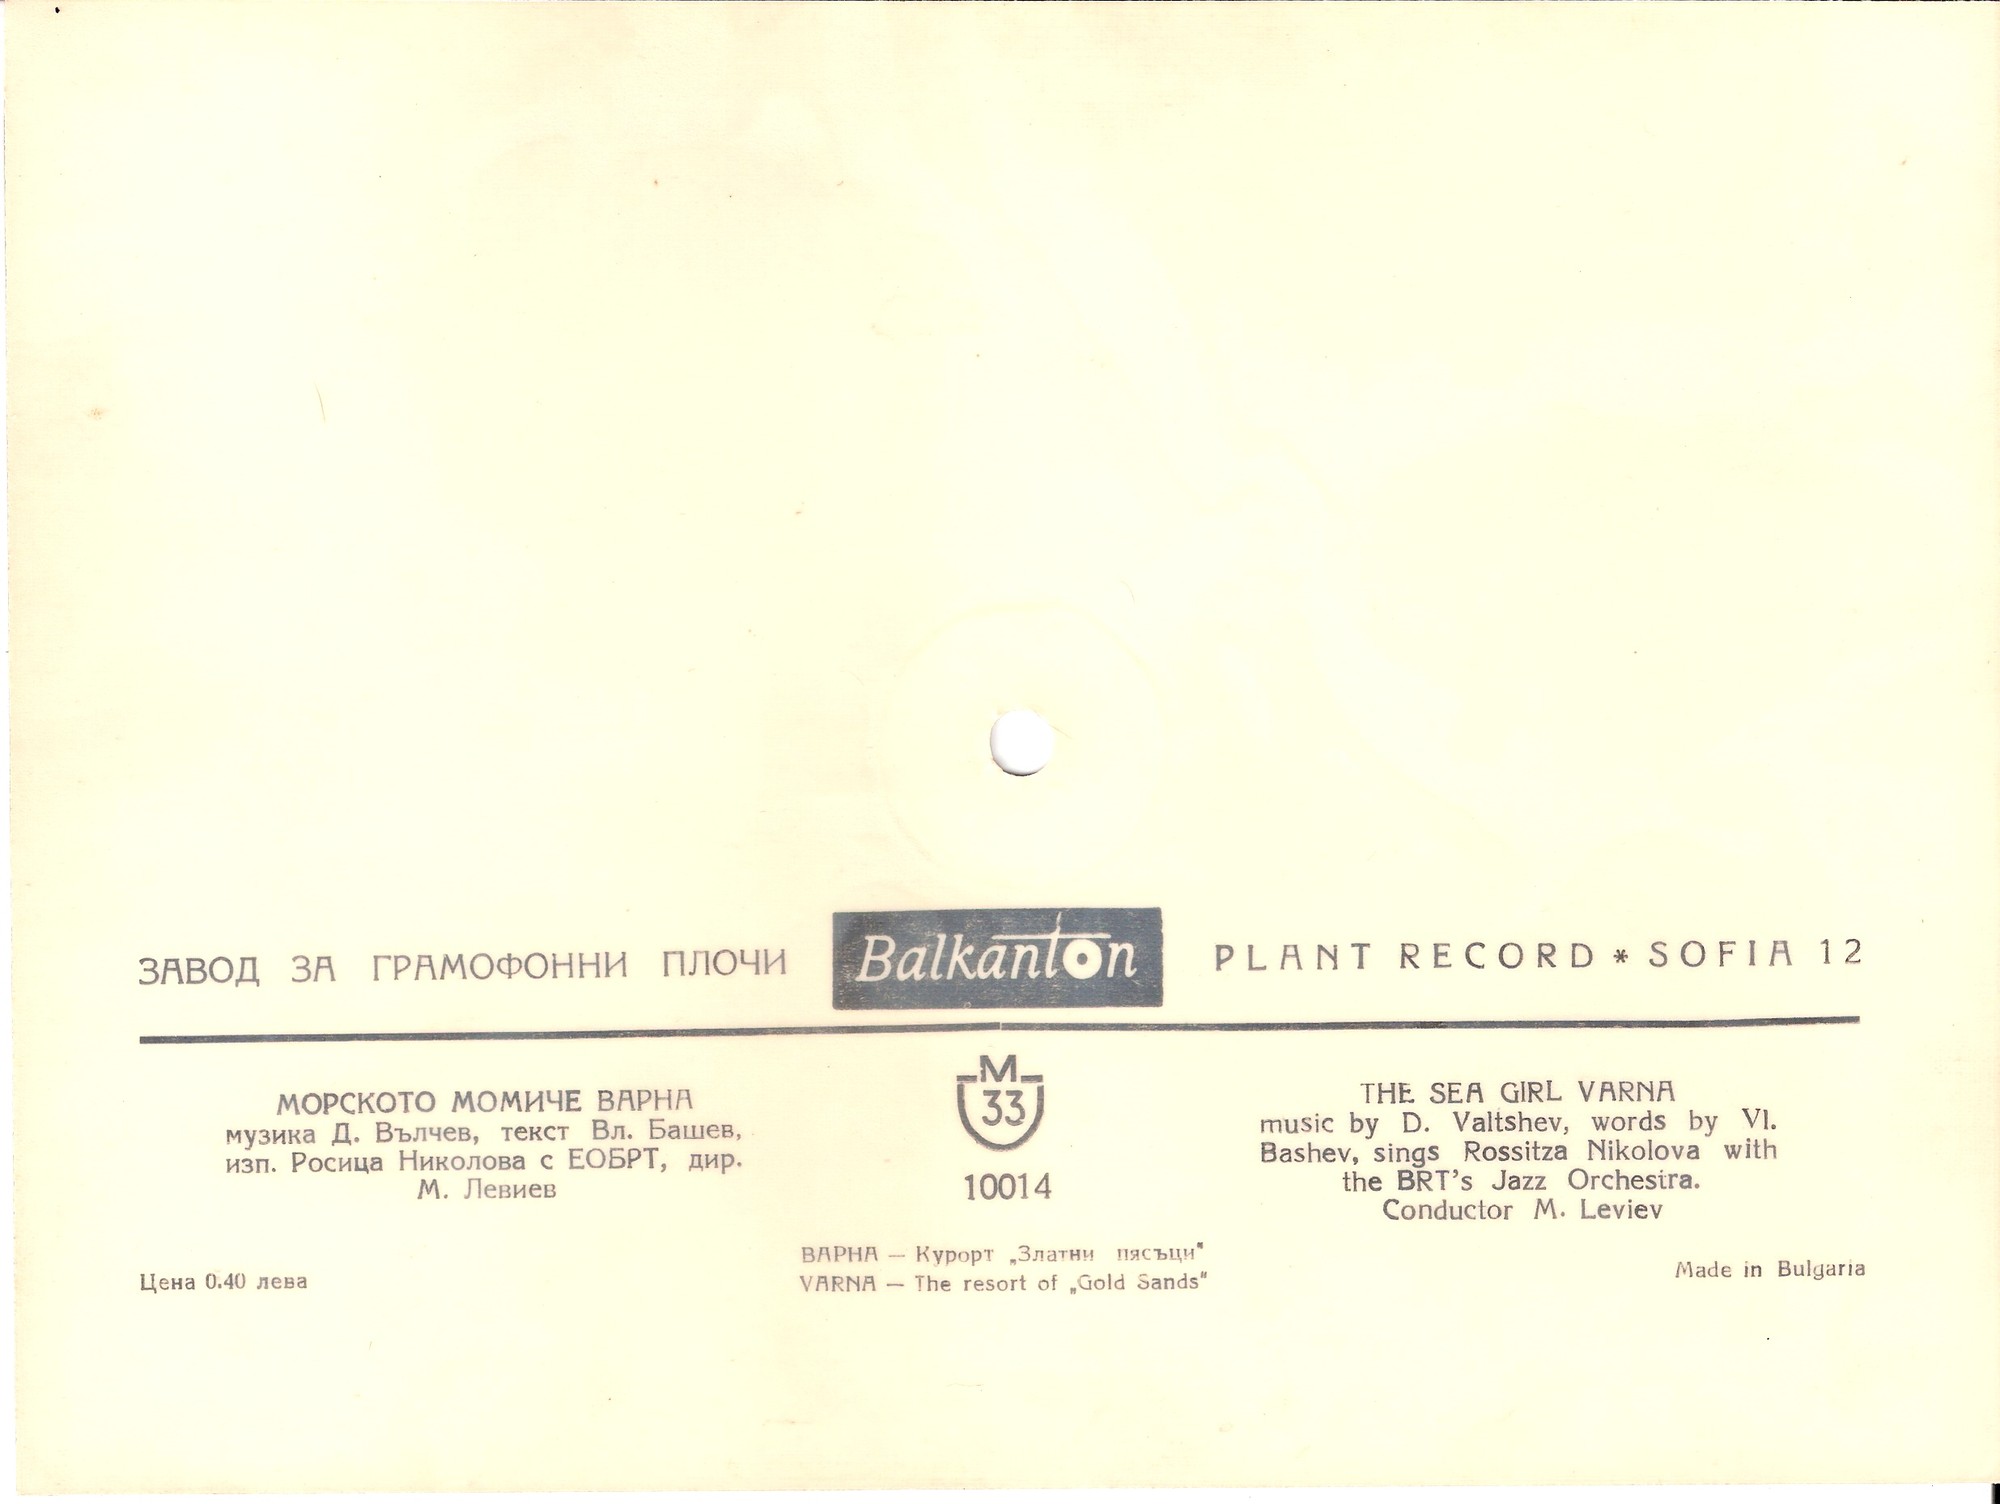 ЗАВОД ЗА ГРАМОФОННИ ПЛОЧИ Balkanton PLANT RECORD * SOFIA 12
МОРСКОТО МОМИЧЕ ВАРНА
музика Д. Вълчев, текст Вл. Башев,
изп. Росица Николова с ЕОБРТ, дир.
М. Левиев
Цена 0.40 лева
М
33
10014
ВАРНА — Курорт „Златни пясъци"
VARNA — The resort of „Gold Sands"
THE SEA GIRL VARNA
music by D. Valtshev, words by Vl.
Bashev, sings Rossitza Nikolova with
the BRT's Jazz Orchestra.
Conductor M. Leviev
Made in Bulgaria